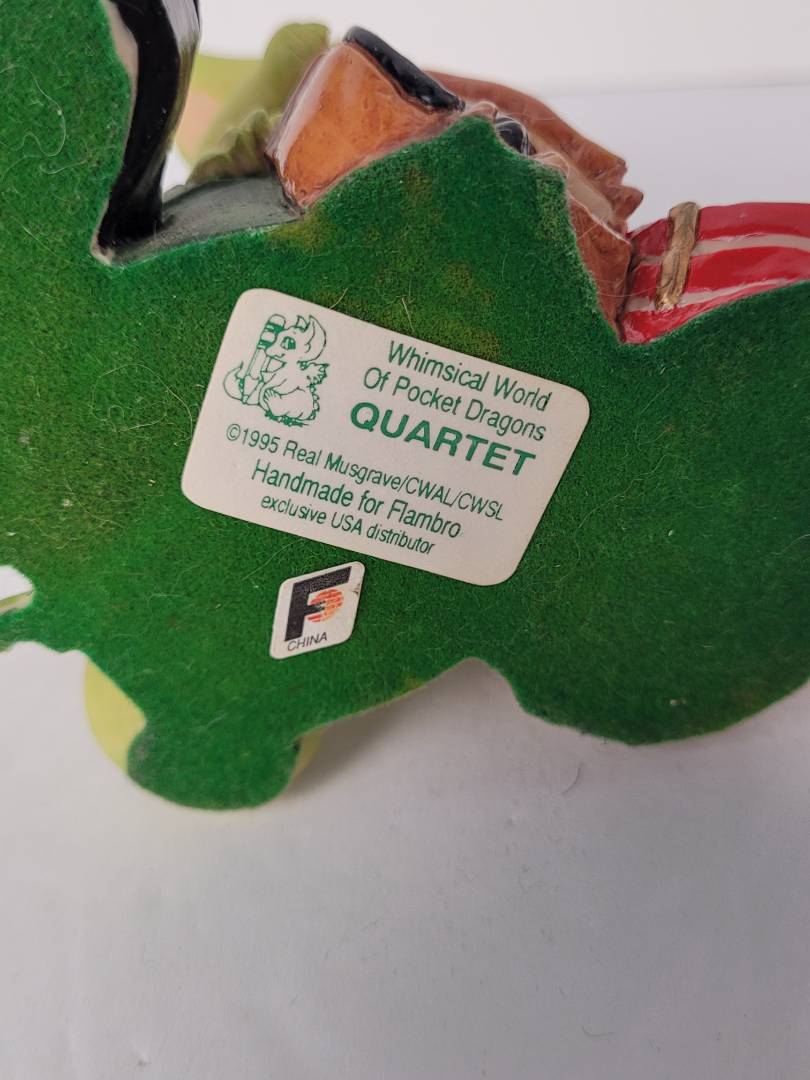 Whimsical World
Of Pocket Dragons
QUARTET
©1995 Real Musgrave/CWAL/CWSL
Handmade for Flambro
exclusive USA distributor
F
CHINA